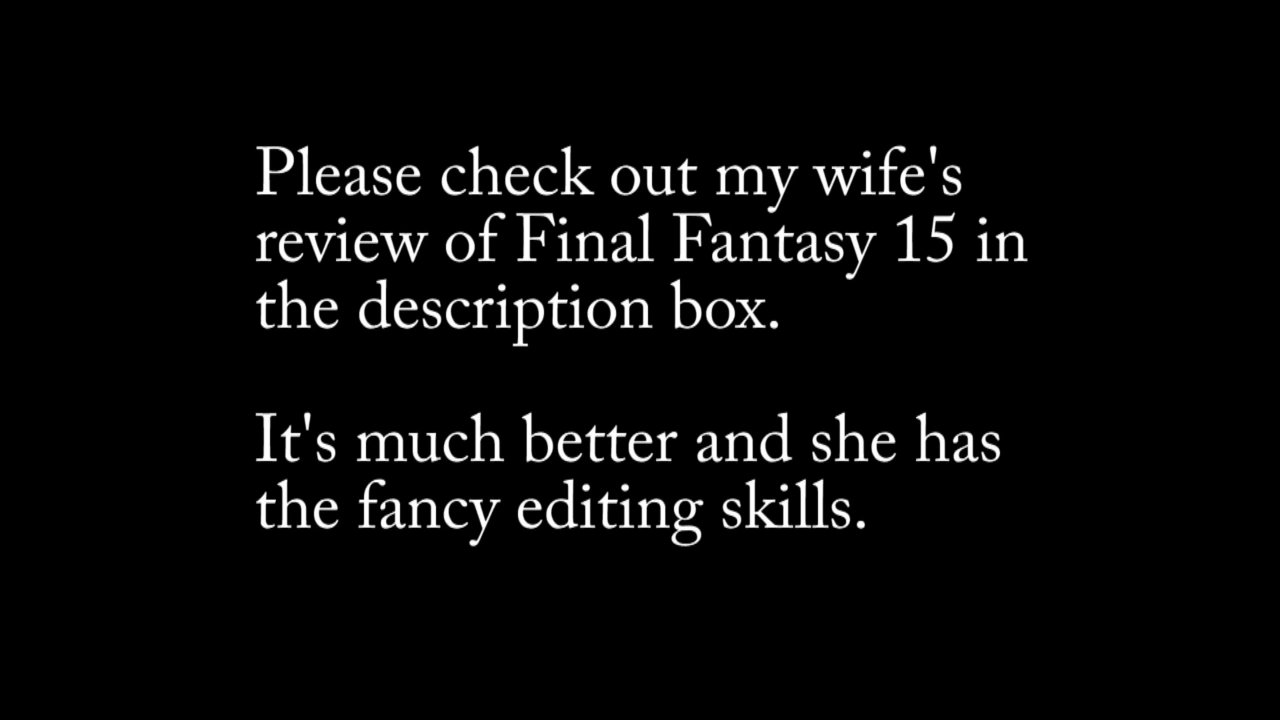 Please check out my wife's
review of Final Fantasy 15 in
the description box.
It's much better and she has
the fancy editing skills.